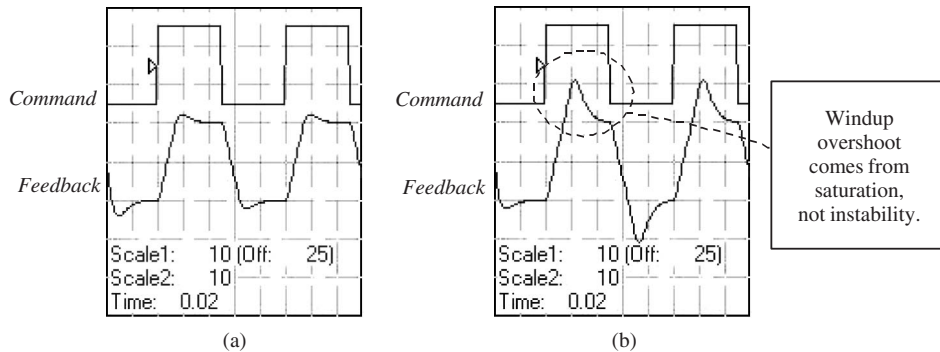 Command
Feedback
Scale1: 10 (Off: 25)
Scale2: 10
Time: 0.02
(a)
Command
Feedback
Scale1: 10 (Off: 25)
Scale2: 10
Time: 0.02
(b)
Windup
overshoot
comes from
saturation,
not instability.